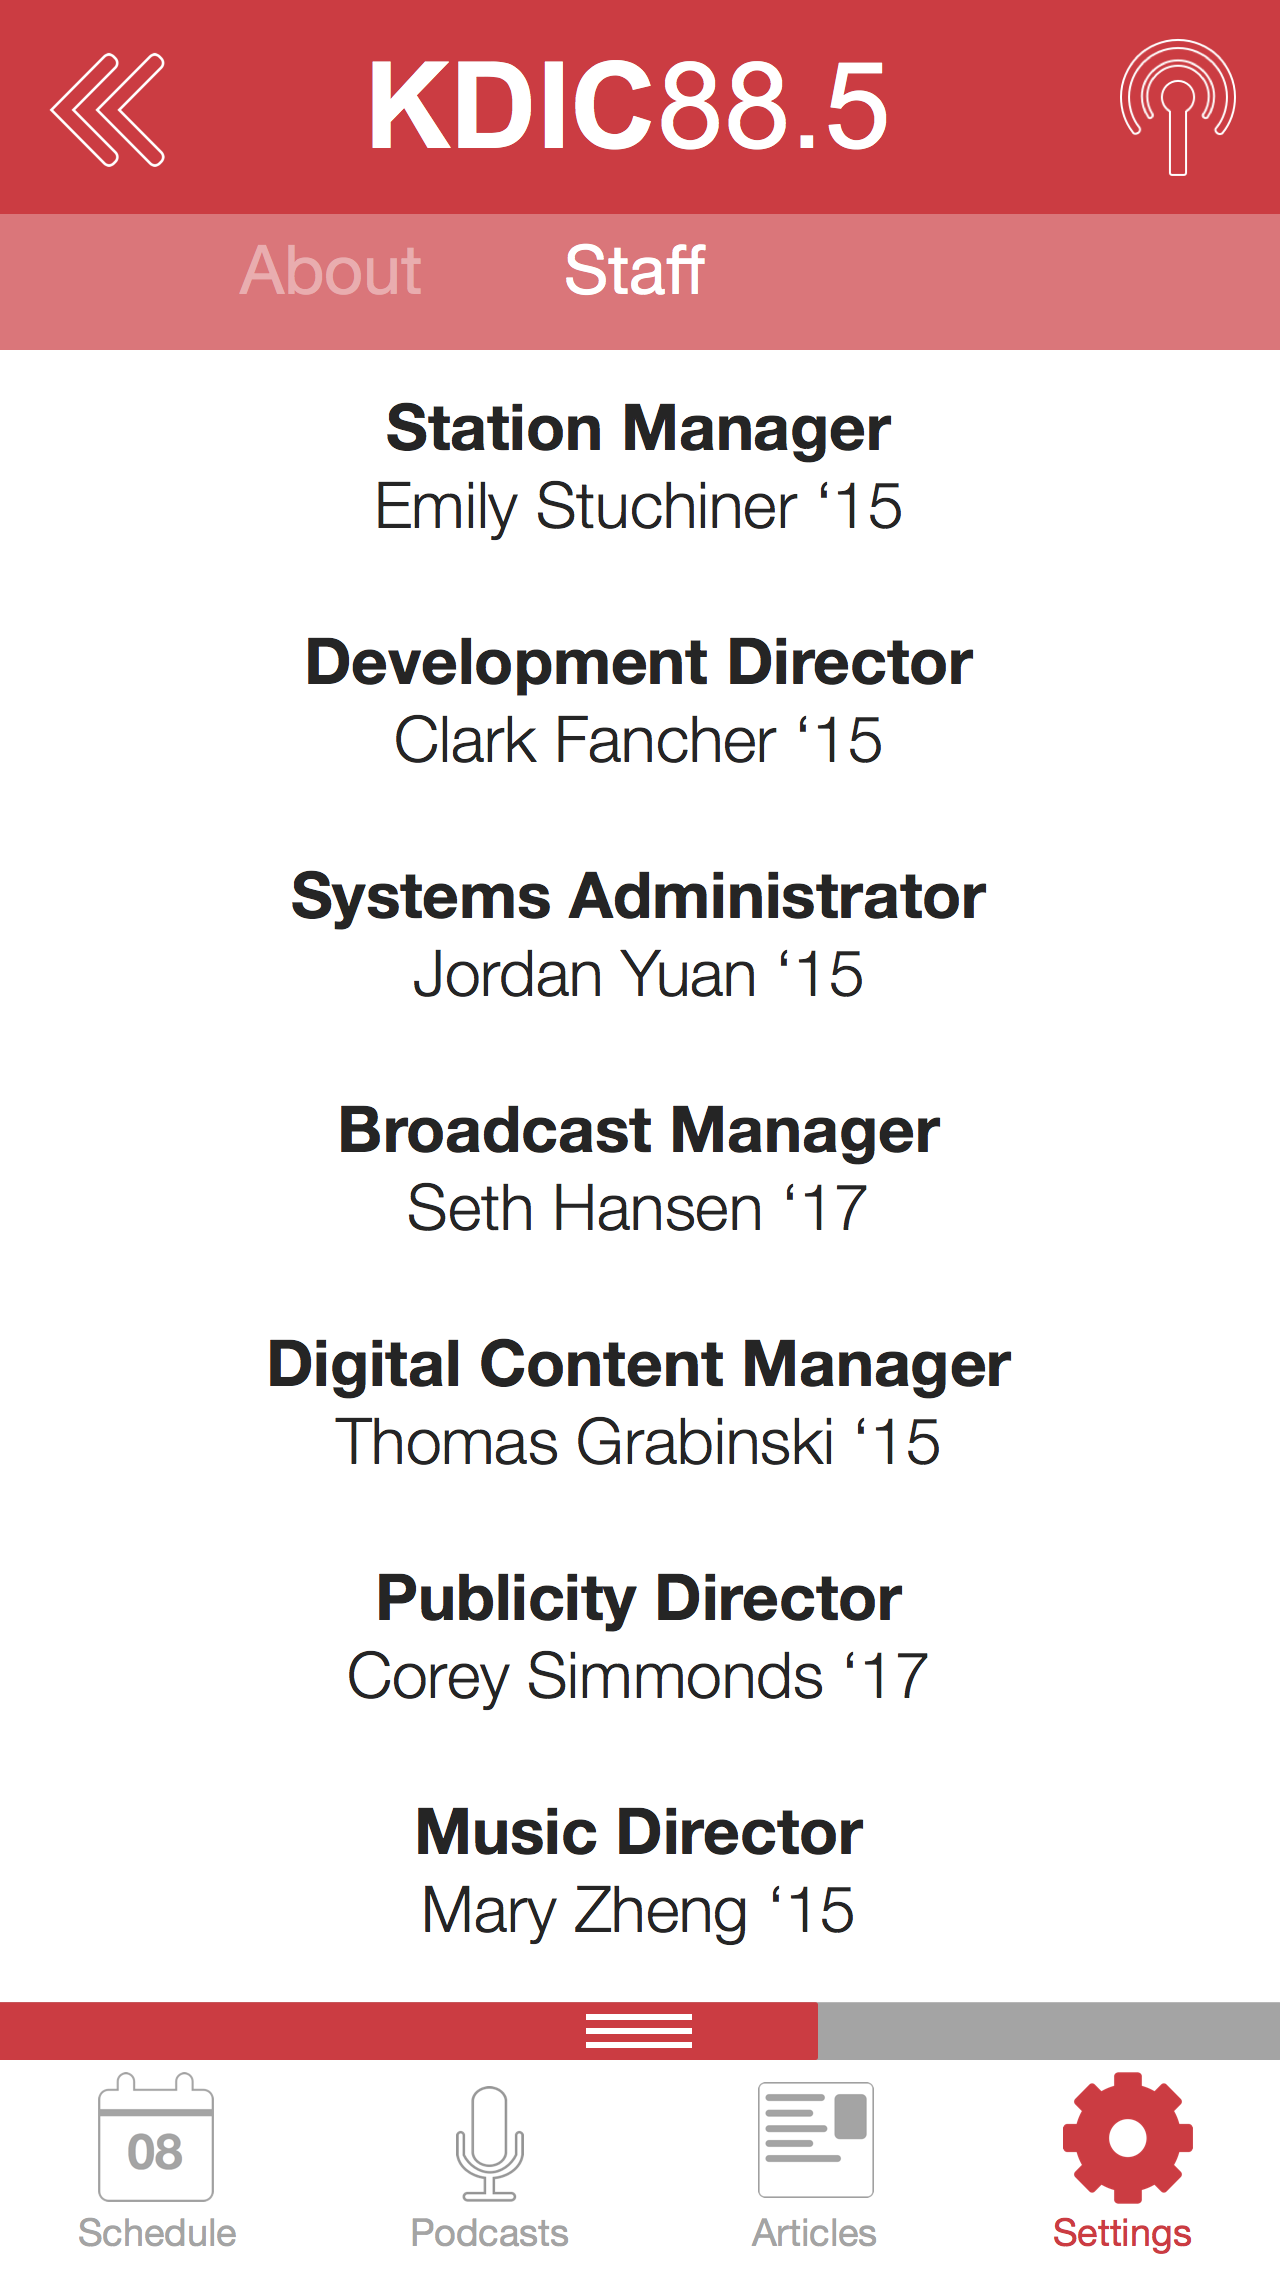 KDIC88.5
About Staff
Station Manager
Emily Stuchiner ‘15
Development Director
Clark Fancher ‘15
Systems Administrator
Jordan Yuan ‘15
Broadcast Manager
Seth Hansen ‘17
Digital Content Manager
Thomas Grabinski ‘15
Publicity Director
Corey Simmonds ‘17
Music Director
Mary Zheng ‘15
08
Schedule Podcasts Articles Settings